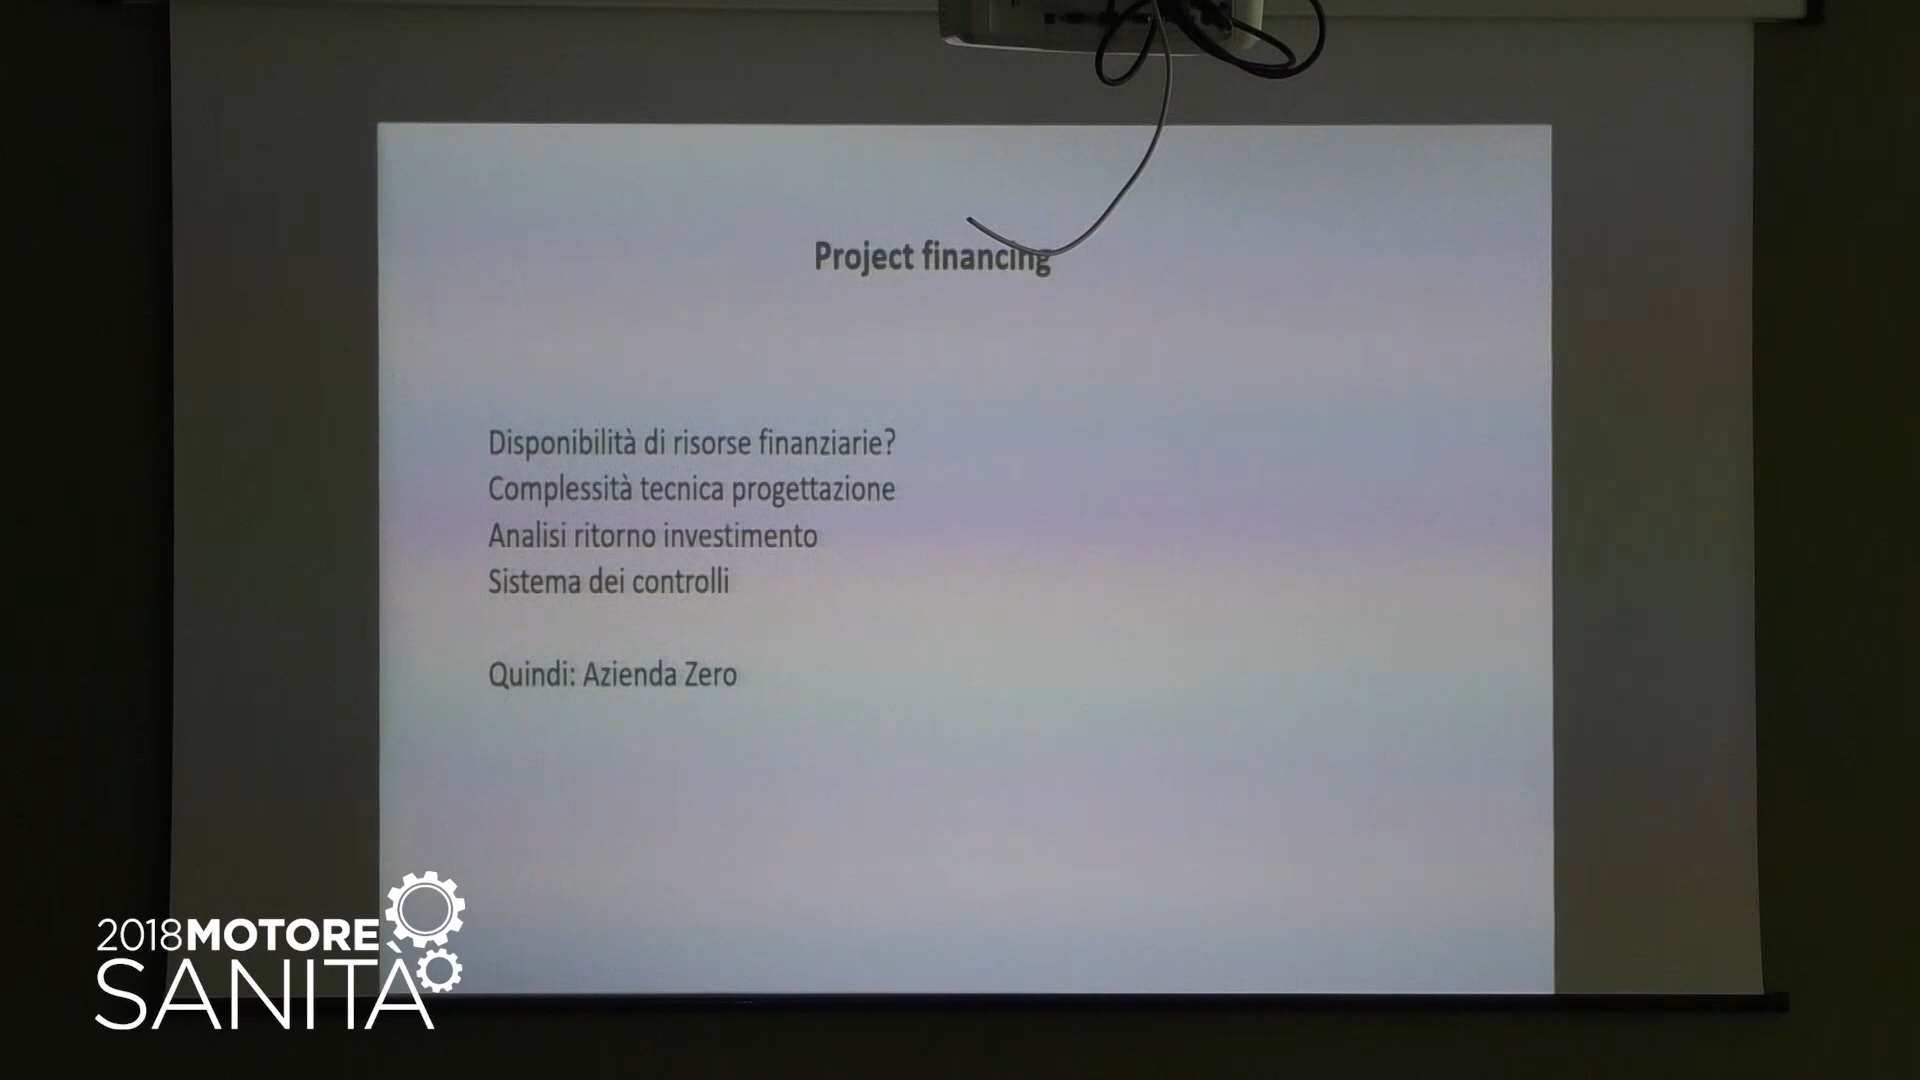 Project financing
Disponibilità di risorse finanziarie?
Complessità tecnica progettazione
Analisi ritorno investimento
Sistema dei controlli
Quindi: Azienda Zero
2018MOTORE
SANITÀ